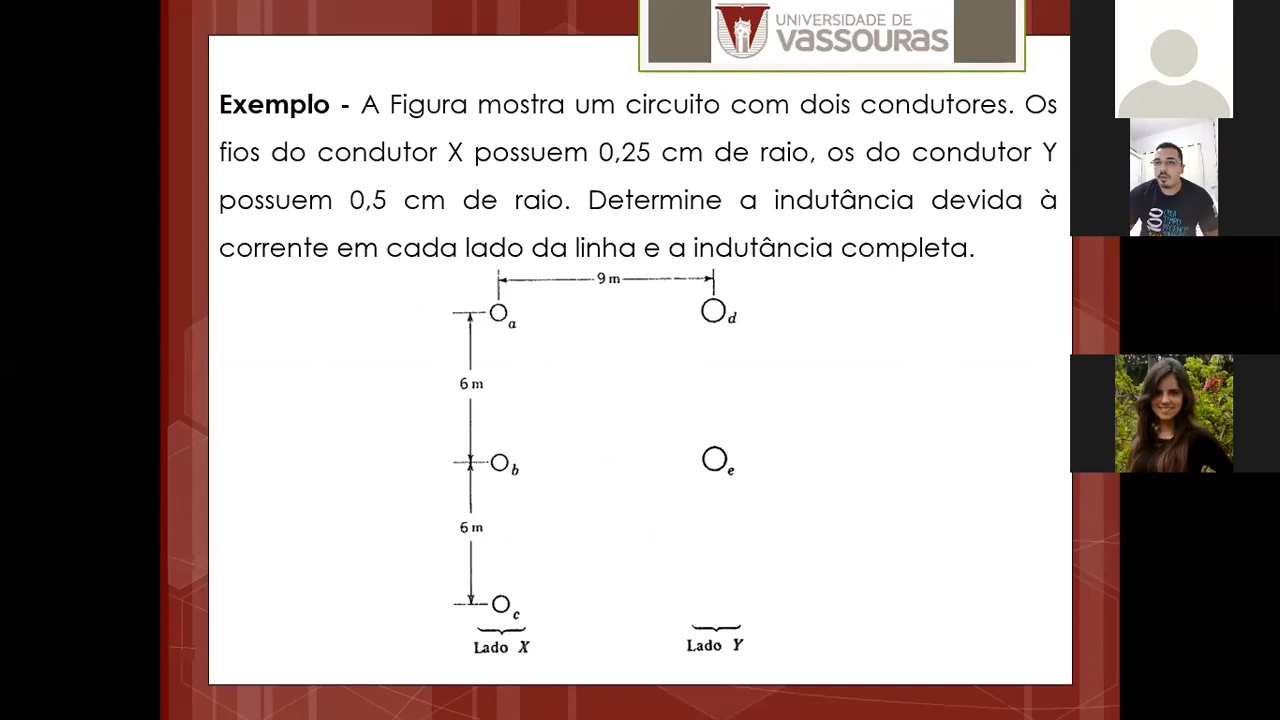 UNIVERSIDADE DE
VASSOURAS
Exemplo - A Figura mostra um circuito com dois condutores. Os
fios do condutor X possuem 0,25 cm de raio, os do condutor Y
possuem 0,5 cm de raio. Determine a indutância devida à
corrente em cada lado da linha e a indutância completa.
9 m
a
d
6 m
b
e
6 m
c
Lado X
Lado Y